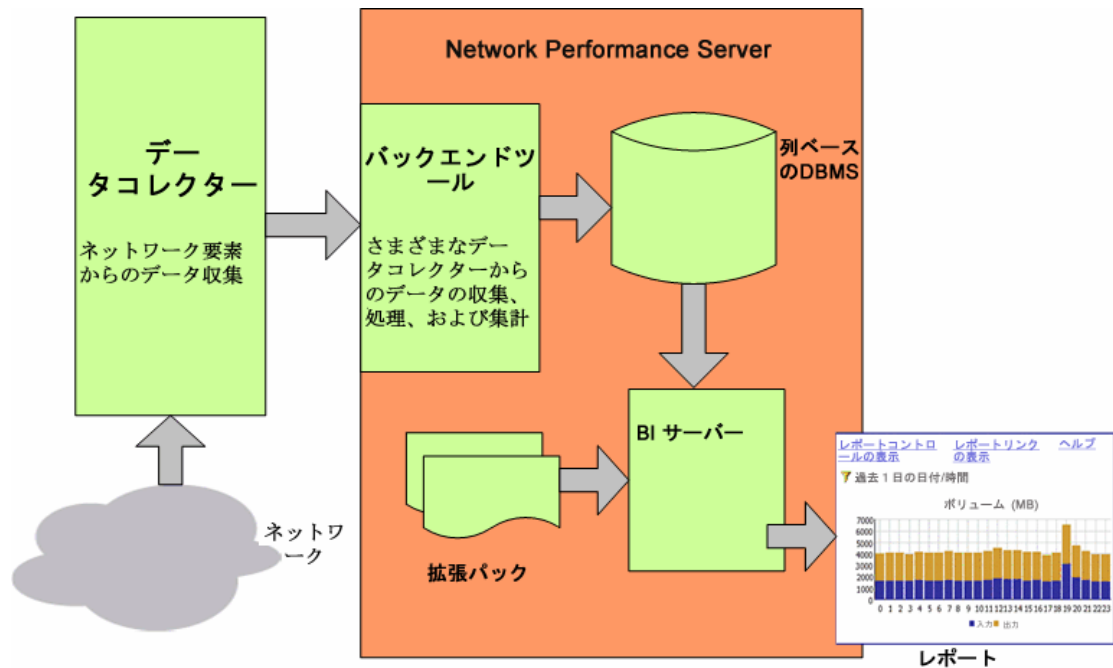 Network Performance Server
デー
タコレクター
ネットワーク要素
からのデータ収集
バックエンドツ
ール
さまざまなデー
タコレクターから
のデータの収集、
処理、および集計
列ベース
のDBMS
BI サーバー
拡張パック
ネットワ
ーク
レポートコントロ
ールの表示
レポートリンク
の表示
ヘルプ
過去 1 日の日付/時間
ボリューム (MB)
7000
6000
5000
4000
3000
2000
1000
0
0 1 2 3 4 5 6 7 8 9 10 11 12 13 14 15 16 17 18 19 20 21 22 23
入力 出力
レポート